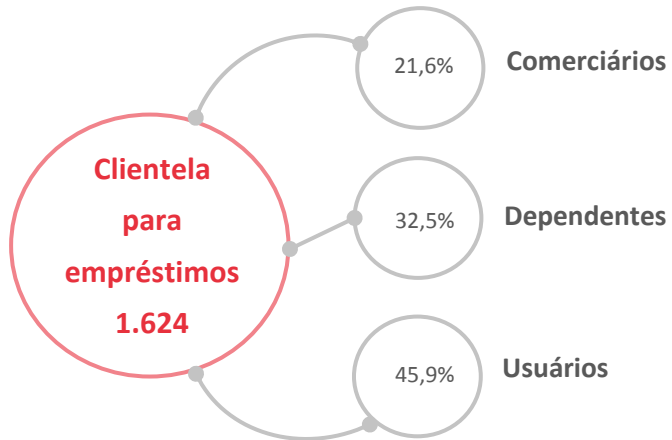 Clientela
para
empréstimos
1.624
21,6%
Comerciários
32,5%
Dependentes
45,9%
Usuários